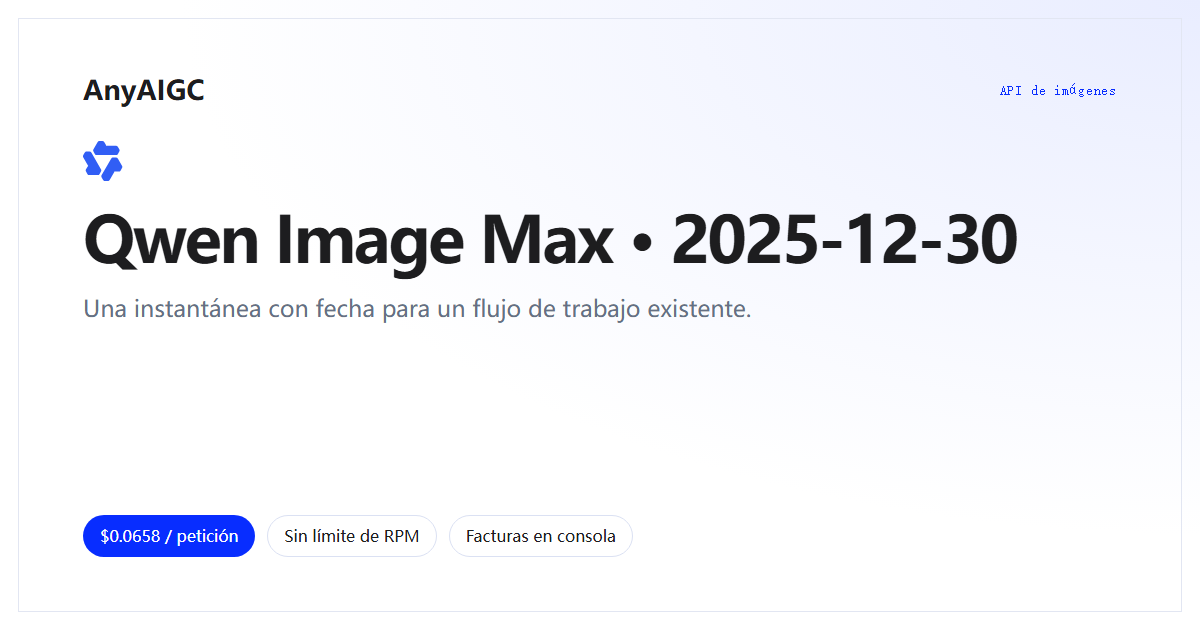 AnyAIGC
API de imágenes
Qwen Image Max • 2025-12-30
Una instantánea con fecha para un flujo de trabajo existente.
$0.0658 / petición
Sin límite de RPM
Facturas en consola